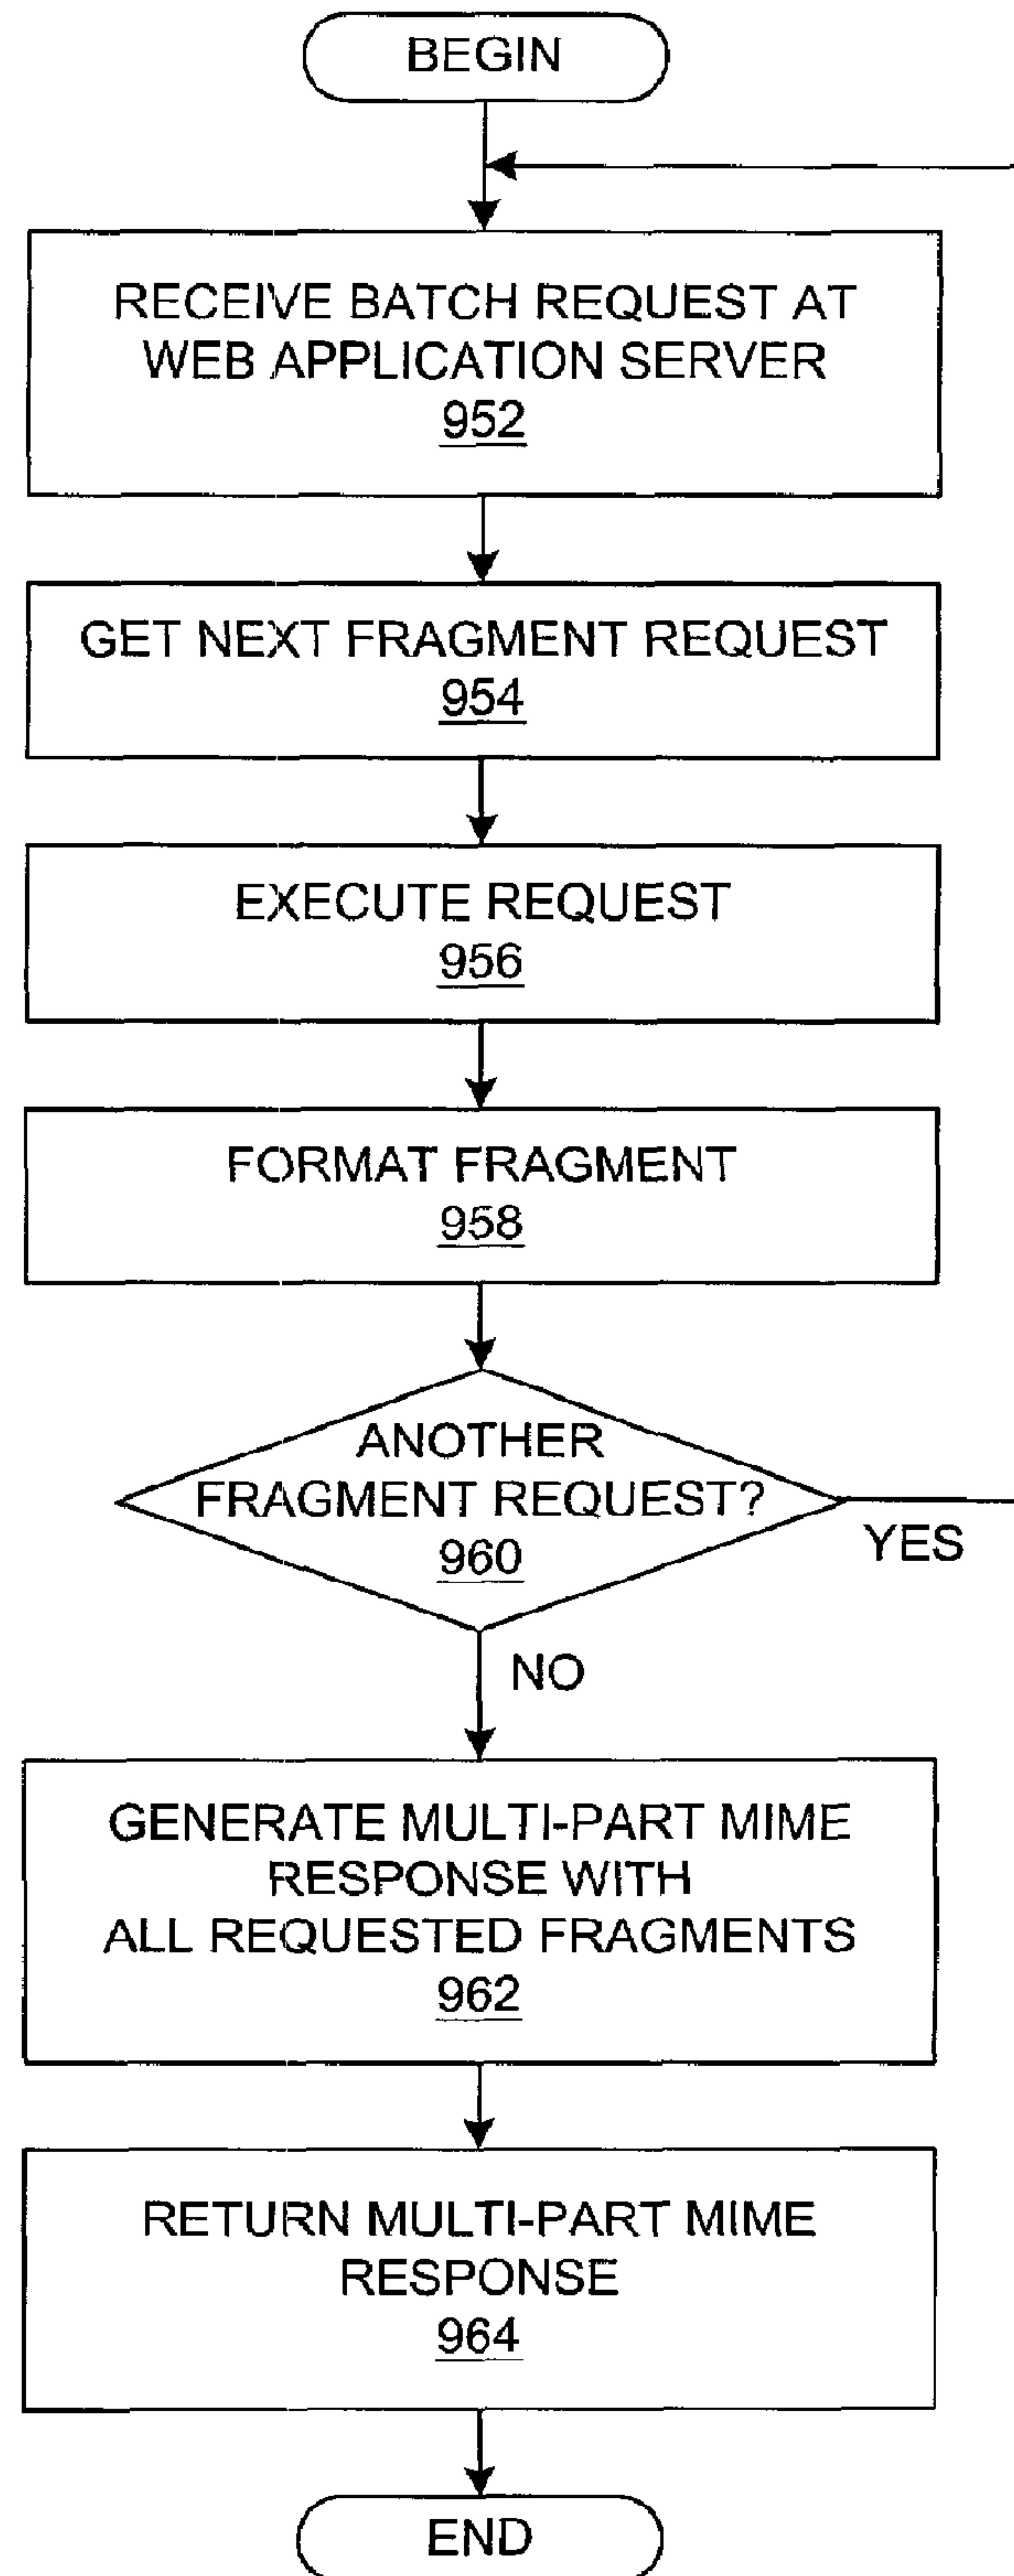 BEGIN
RECEIVE BATCH REQUEST AT
WEB APPLICATION SERVER
952
GET NEXT FRAGMENT REQUEST
954
EXECUTE REQUEST
956
FORMAT FRAGMENT
958
ANOTHER
FRAGMENT REQUEST?
960
YES
NO
GENERATE MULTI-PART MIME
RESPONSE WITH
ALL REQUESTED FRAGMENTS
962
RETURN MULTI-PART MIME
RESPONSE
964
END